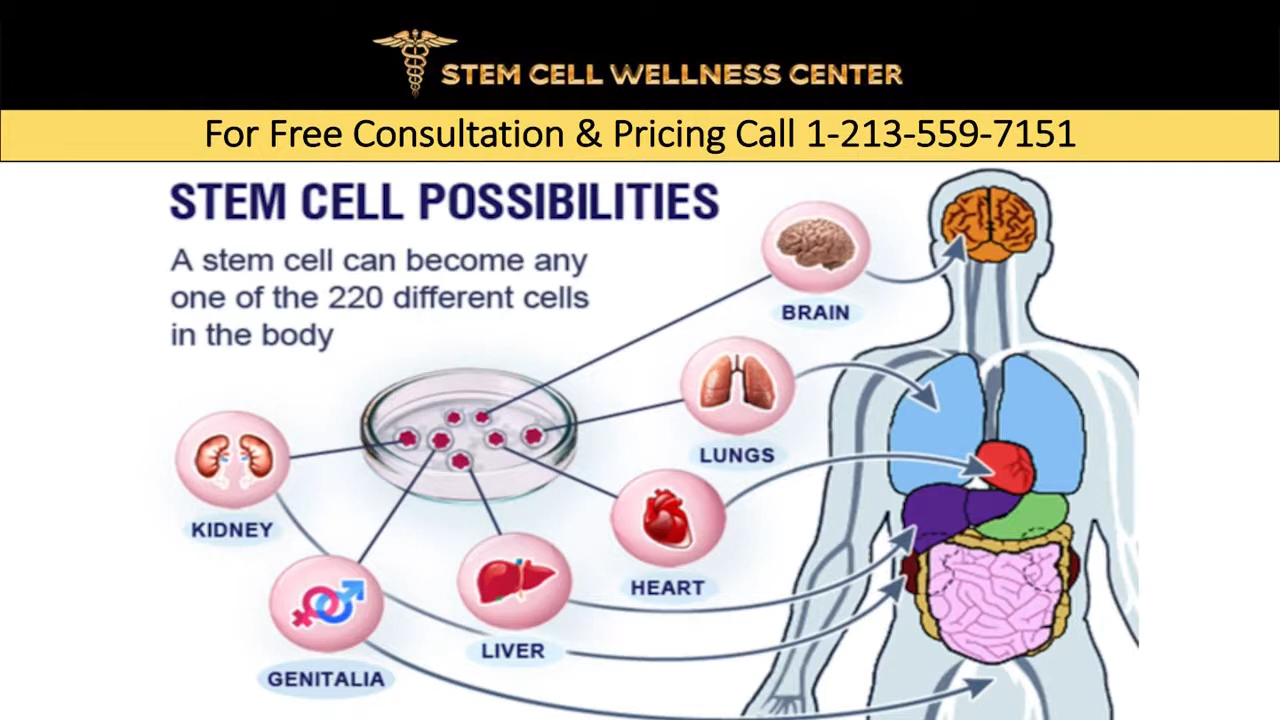 STEM CELL WELLNESS CENTER
For Free Consultation & Pricing Call 1-213-559-7151
STEM CELL POSSIBILITIES
A stem cell can become any
one of the 220 different cells
in the body
BRAIN
LUNGS
KIDNEY
HEART
LIVER
GENITALIA